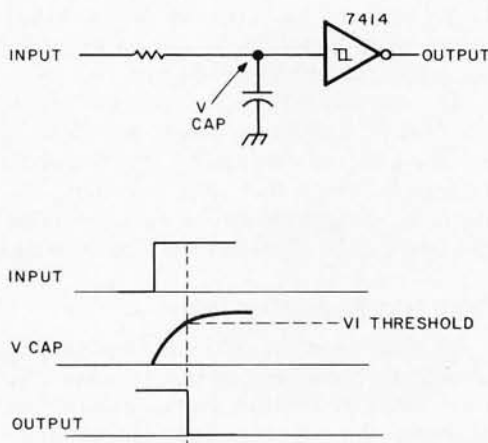 7414
INPUT
OUTPUT
V
CAP
INPUT
V CAP
VI THRESHOLD
OUTPUT